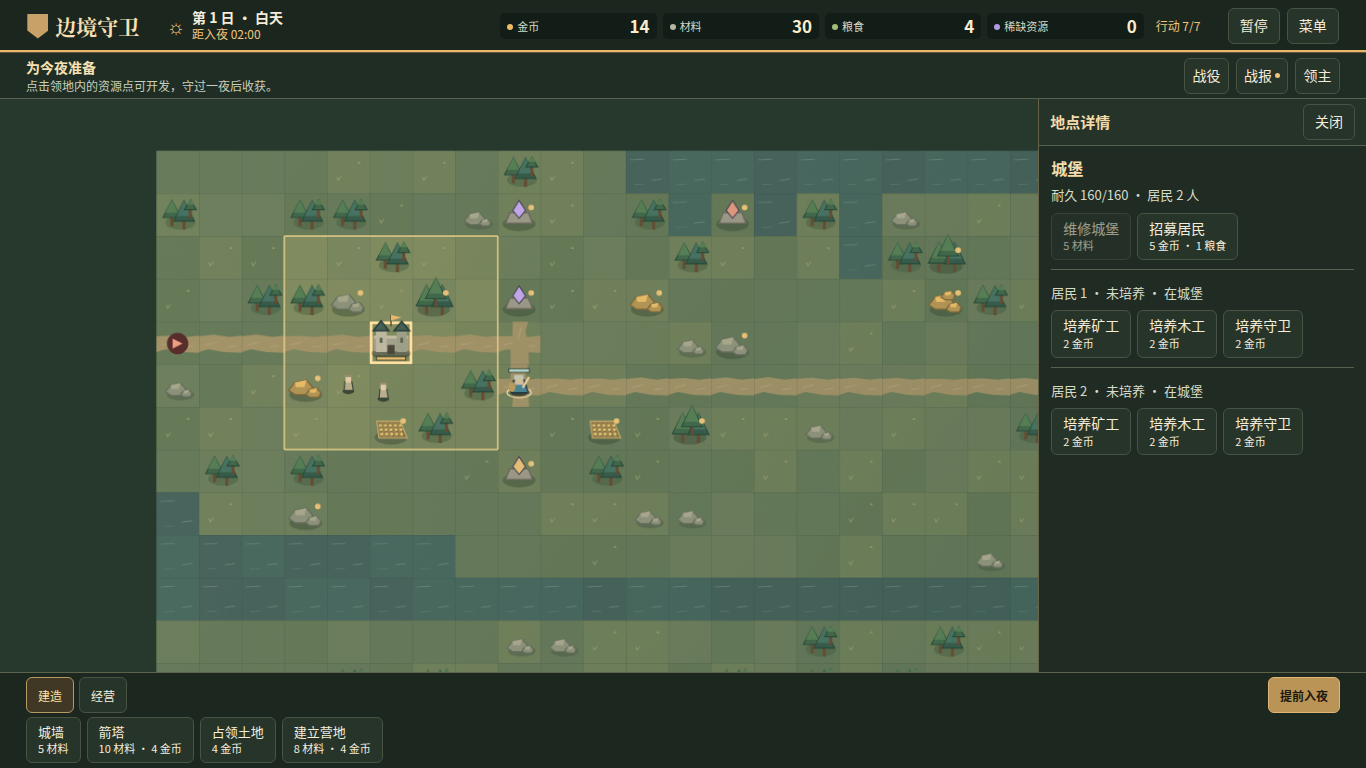 边境守卫
第 1 日 · 白天
距入夜 02:00
金币 14
材料 30
粮食 4
稀缺资源 0
行动 7/7
暂停
菜单
为今夜准备
点击领地内的资源点可开发，守过一夜后收获。
战役
战报
领主
地点详情
关闭
城堡
耐久 160/160 · 居民 2 人
维修城堡
5 材料
招募居民
5 金币 · 1 粮食
居民 1 · 未培养 · 在城堡
培养矿工
2 金币
培养木工
2 金币
培养守卫
2 金币
居民 2 · 未培养 · 在城堡
培养矿工
2 金币
培养木工
2 金币
培养守卫
2 金币
建造
经营
提前入夜
城墙
5 材料
箭塔
10 材料 · 4 金币
占领土地
4 金币
建立营地
8 材料 · 4 金币